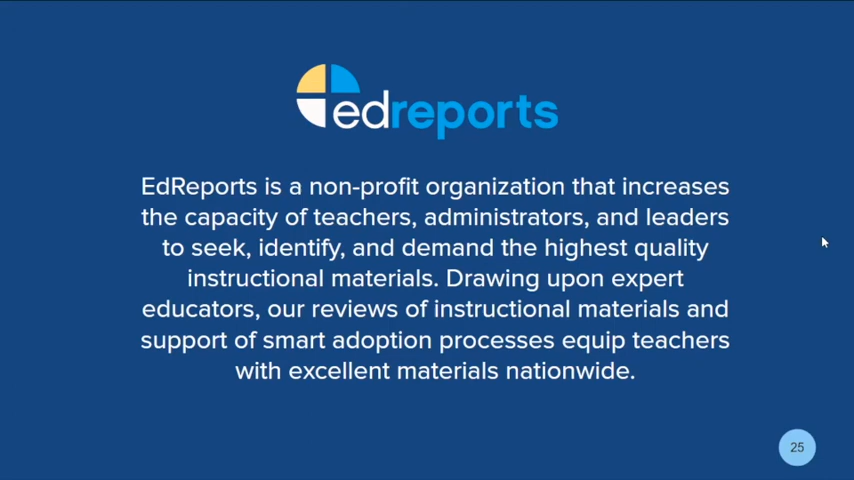 edreports
EdReports is a non-profit organization that increases
the capacity of teachers, administrators, and leaders
to seek, identify, and demand the highest quality
instructional materials. Drawing upon expert
educators, our reviews of instructional materials and
support of smart adoption processes equip teachers
with excellent materials nationwide.
25